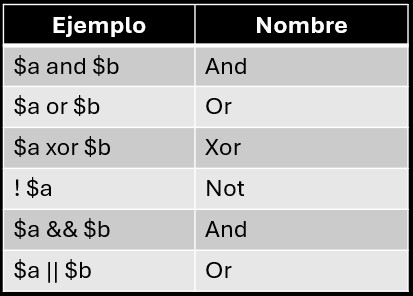 Ejemplo Nombre
$a and $b And
$a or $b Or
$a xor $b Xor
! $a Not
$a && $b And
$a || $b Or